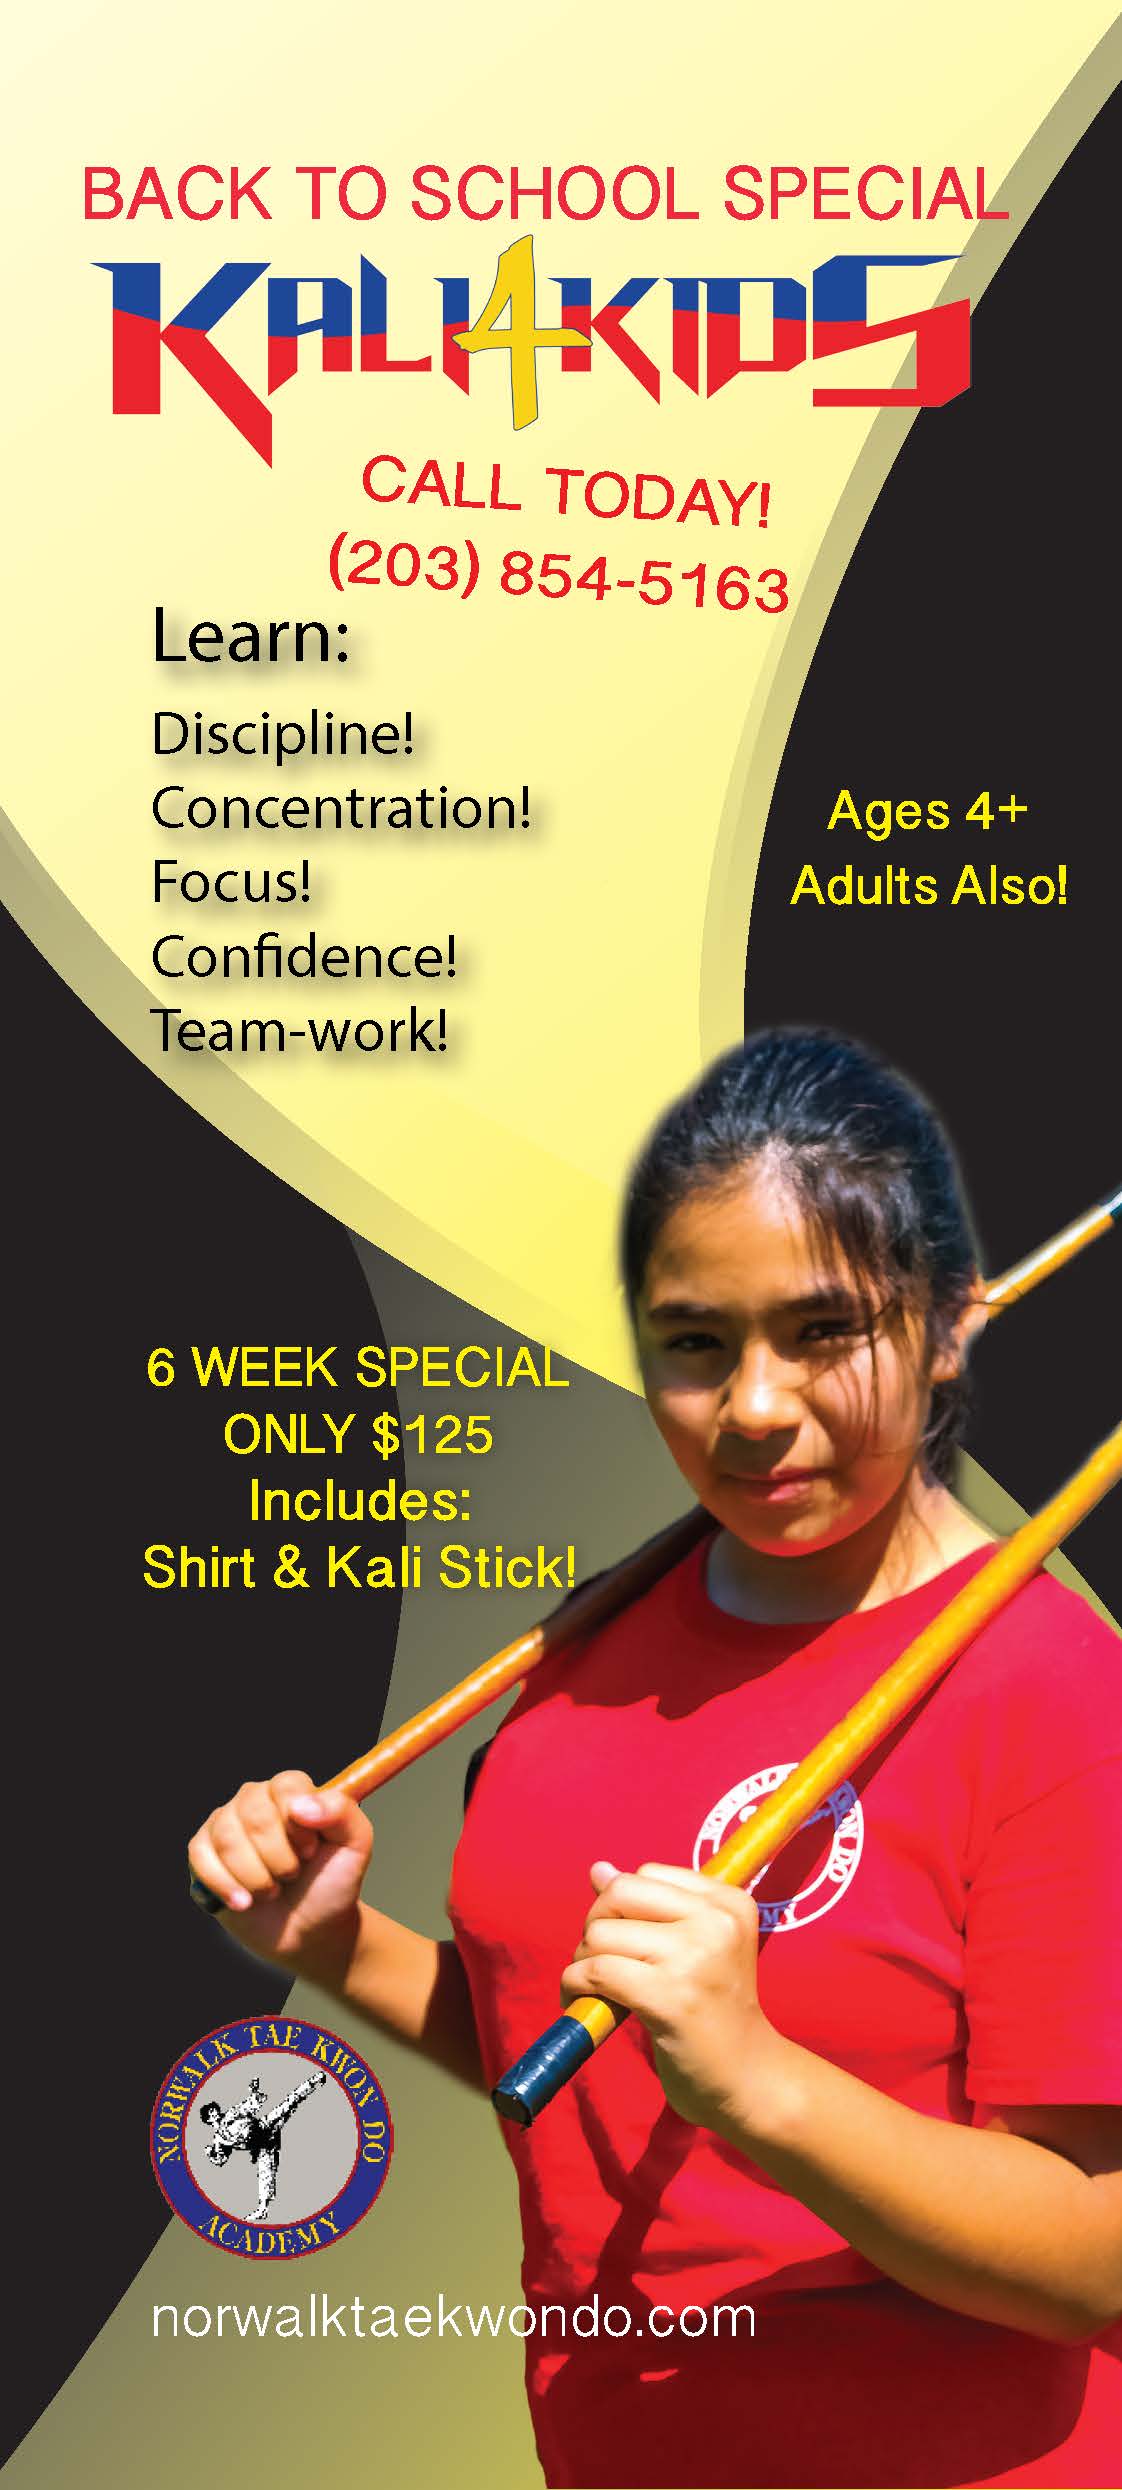 BACK TO SCHOOL SPECIAL
KALI4KIDS
CALL TODAY!
(203) 854-5163
Learn:
Discipline!
Concentration!
Focus!
Confidence!
Team-work!
Ages 4+
Adults Also!
6 WEEK SPECIAL
ONLY $125
Includes:
Shirt & Kali Stick!
NORWALK TAE KWON DO
ACADEMY
norwalktaekwondo.com